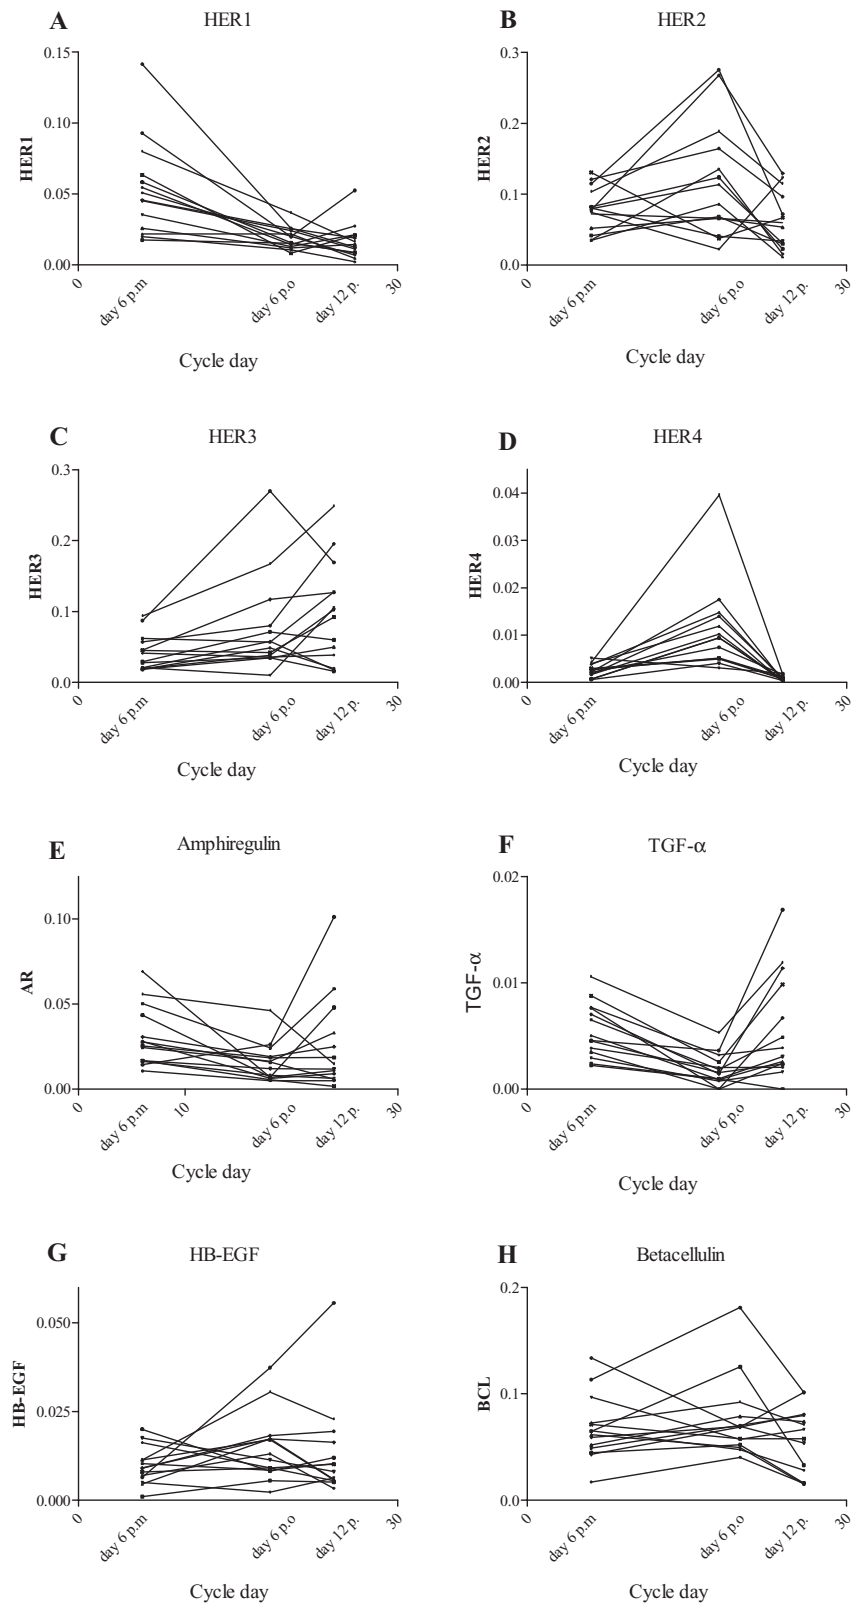 A HER1
0.15
0.10
0.05
0.00
HER1
0 day 6 p.m day 6 p.o day 12 p. 30
Cycle day
B HER2
0.3
0.2
0.1
0.0
HER2
0 day 6 p.m day 6 p.o day 12 p. 30
Cycle day
C HER3
0.3
0.2
0.1
0.0
HER3
0 day 6 p.m day 6 p.o day 12 p. 30
Cycle day
D HER4
0.04
0.03
0.02
0.01
0.00
HER4
0 day 6 p.m day 6 p.o day 12 p. 30
Cycle day
E Amphiregulin
0.10
0.05
0.00
AR
0 day 6 p.m 10 day 6 p.o day 12 p. 30
Cycle day
F TGF-α
0.02
0.01
0.00
TGF-α
0 day 6 p.m day 6 p.o day 12 p. 30
Cycle day
G HB-EGF
0.050
0.025
0.000
HB-EGF
0 day 6 p.m day 6 p.o day 12 p. 30
Cycle day
H Betacellulin
0.2
0.1
0.0
BCL
0 day 6 p.m day 6 p.o day 12 p. 30
Cycle day